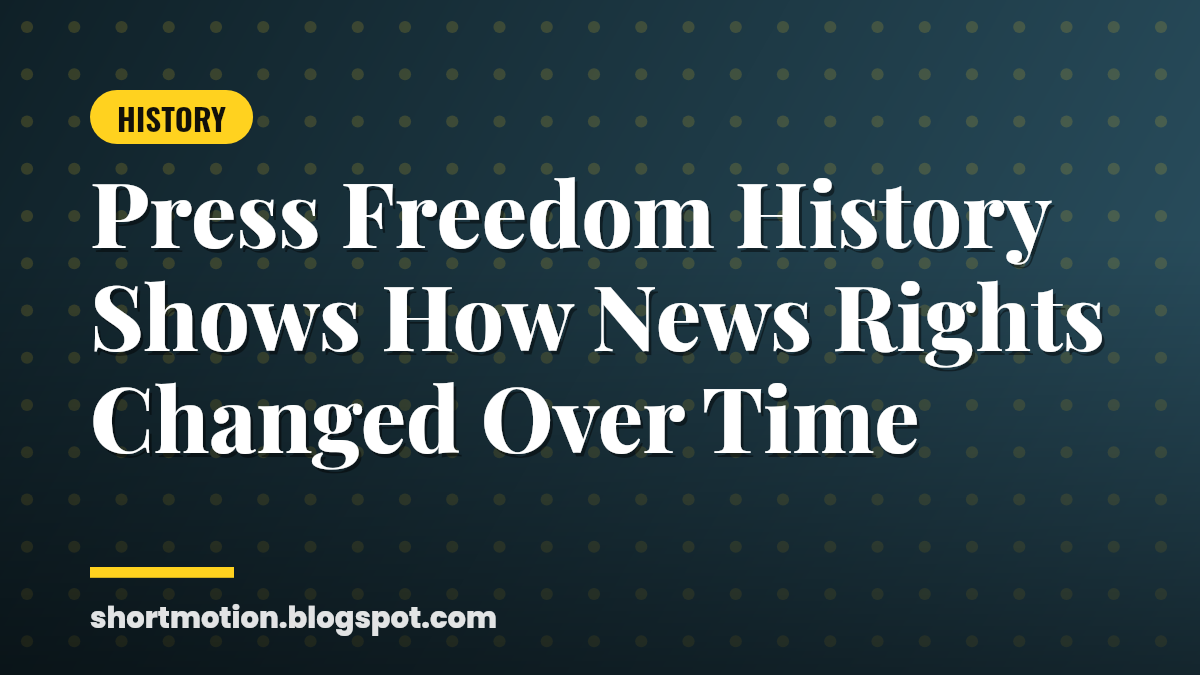 HISTORY
Press Freedom History
Shows How News Rights
Changed Over Time
shortmotion.blogspot.com